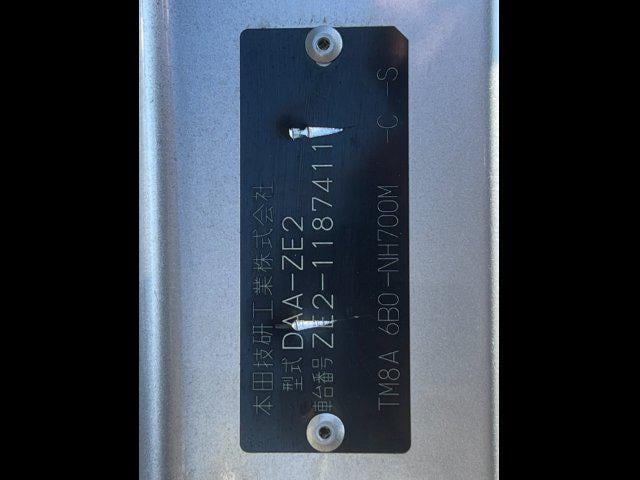 本田技研工業株式会社
型式 DAA-ZE2
車台番号 ZE2-1187411
TM8A 6B0-NH700M -C -S